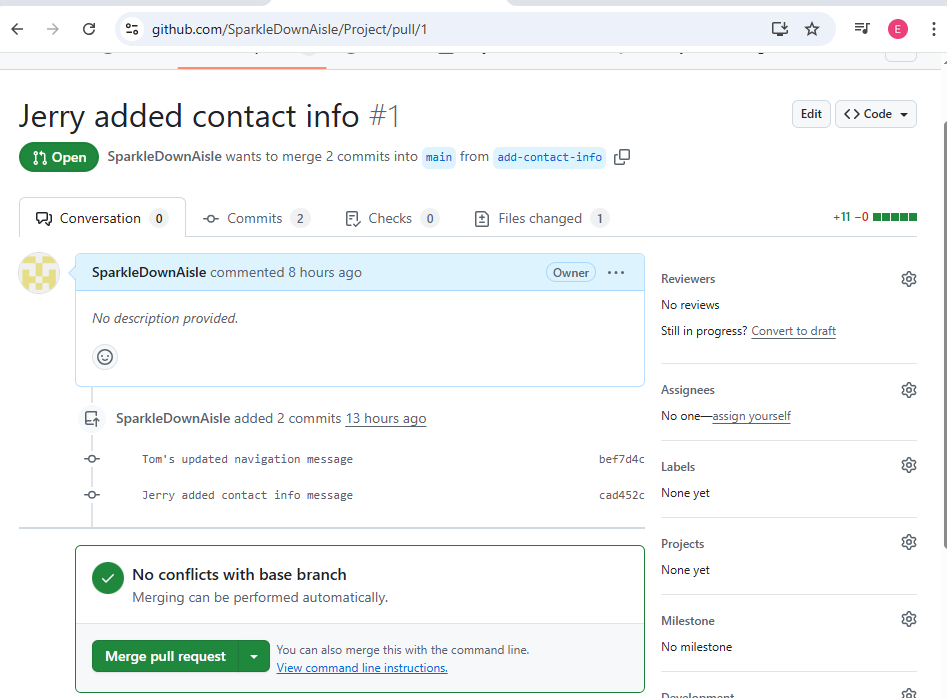 github.com/SparkleDownAisle/Project/pull/1
E
Jerry added contact info #1
Edit
Code
Open
SparkleDownAisle wants to merge 2 commits into main from add-contact-info
Conversation 0
Commits 2
Checks 0
Files changed 1
+11 −0
SparkleDownAisle commented 8 hours ago
Owner
No description provided.
SparkleDownAisle added 2 commits 13 hours ago
Tom's updated navigation message bef7d4c
Jerry added contact info message cad452c
No conflicts with base branch
Merging can be performed automatically.
Merge pull request
You can also merge this with the command line.
View command line instructions.
Reviewers
No reviews
Still in progress? Convert to draft
Assignees
No one—assign yourself
Labels
None yet
Projects
None yet
Milestone
No milestone
Development